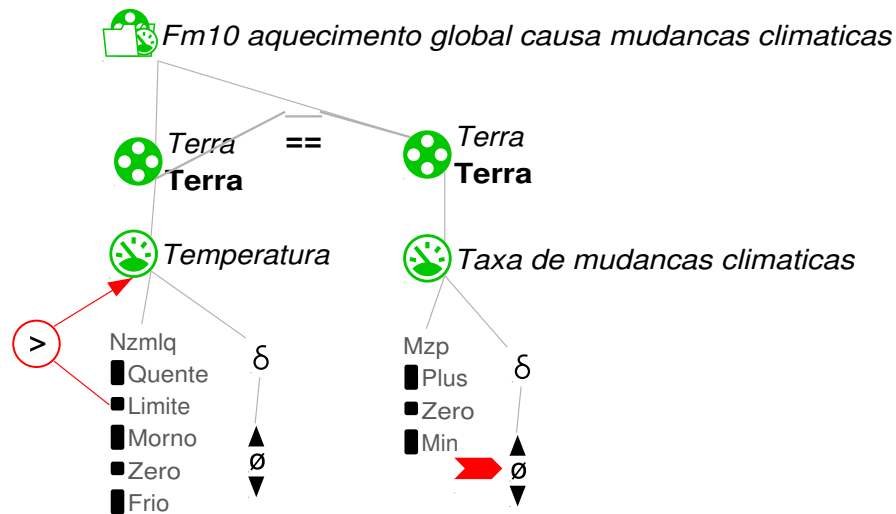 Fm10 aquecimento global causa mudancas climaticas
Terra
Terra
==
Terra
Terra
Temperatura
Taxa de mudancas climaticas
>
Nzmlq
Quente
Limite
Morno
Zero
Frio
δ
ø
Mzp
Plus
Zero
Min
δ
ø